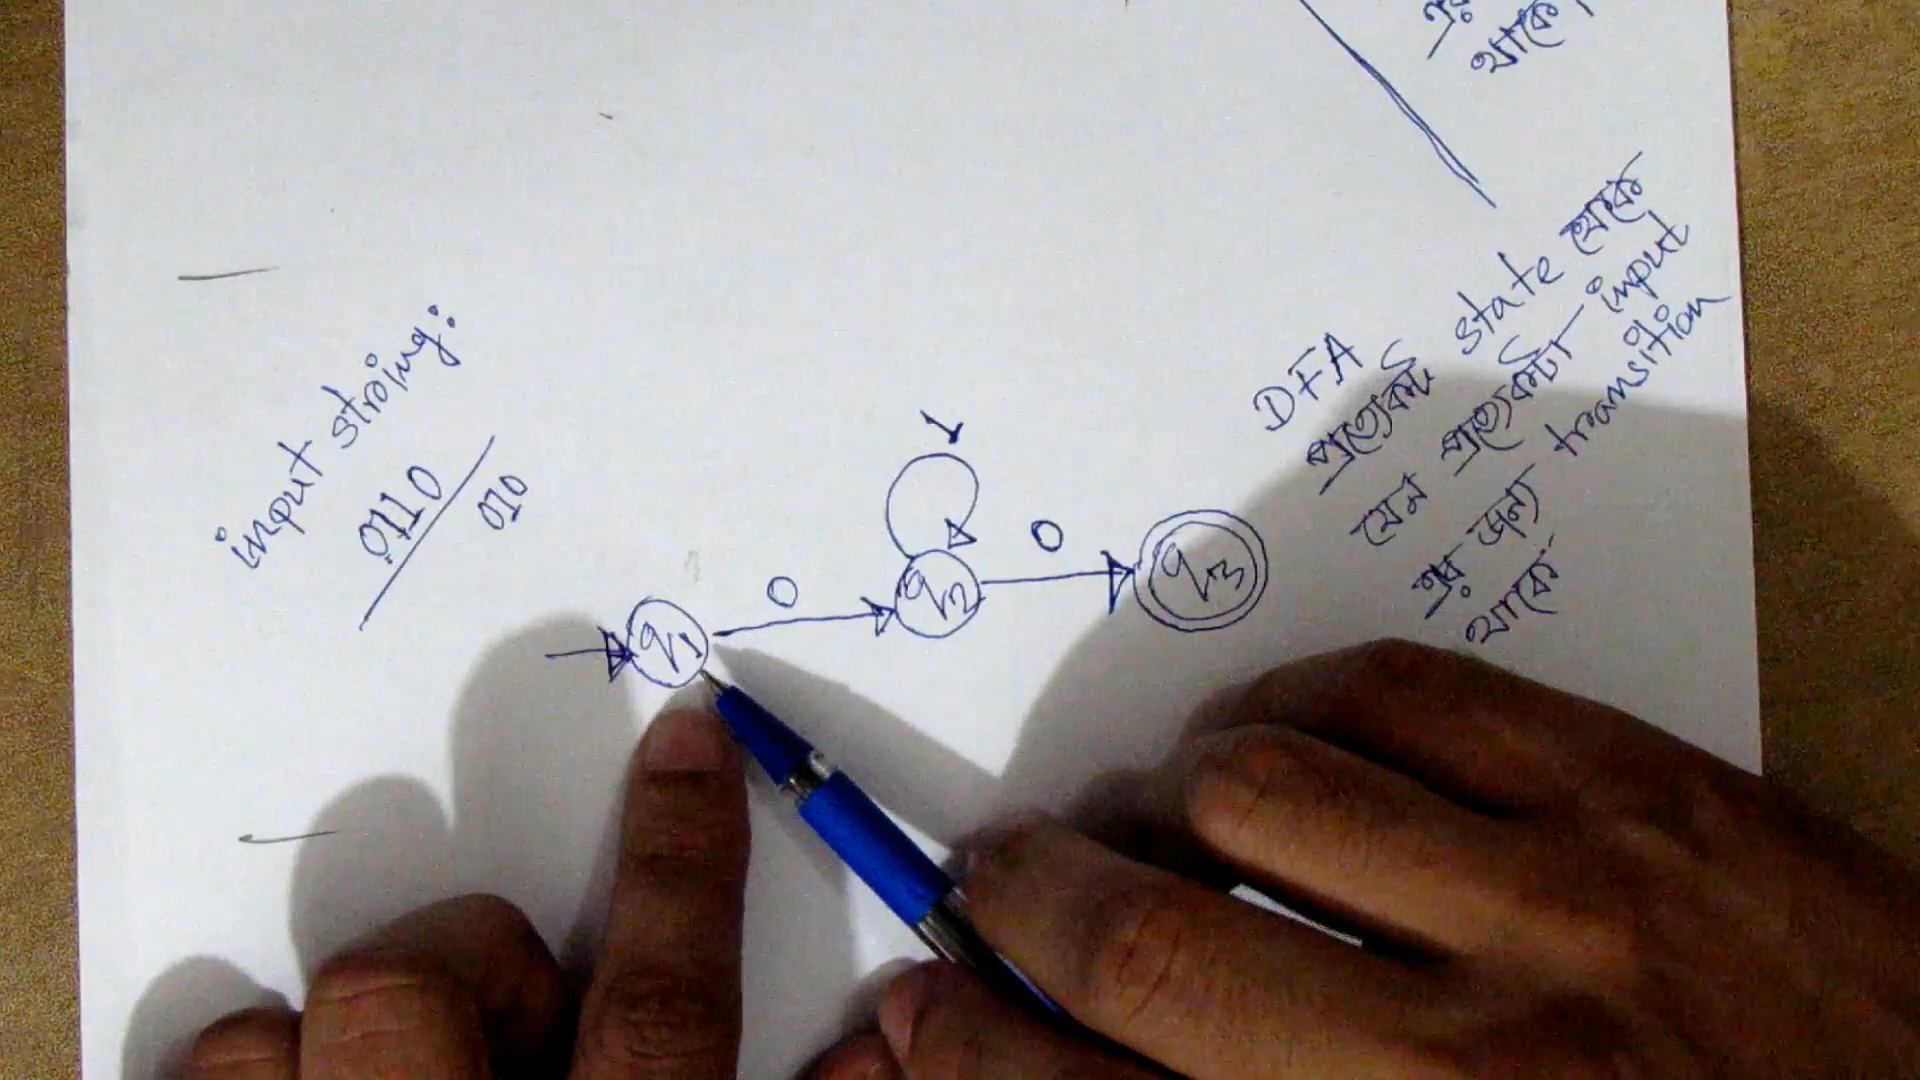 এর
থাকে
input string:
0110
010
1
0
0
q1
q2
q3
DFA
প্রত্যেকটি state থেকে
যেন প্রত্যেকটা input
এর জন্য transition
থাকে